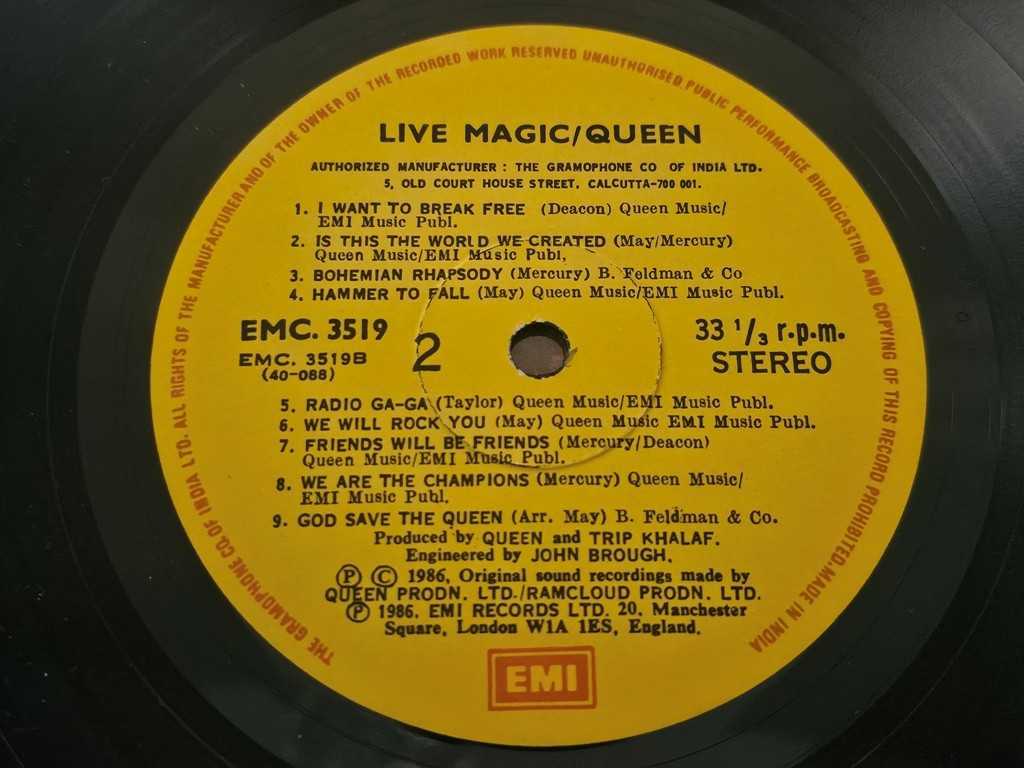 THE GRAMOPHONE CO. OF INDIA LTD. ALL RIGHTS OF THE MANUFACTURER AND OF THE OWNER OF THE RECORDED WORK RESERVED UNAUTHORISED PUBLIC PERFORMANCE BROADCASTING AND COPYING OF THIS RECORD PROHIBITED. MADE IN INDIA
LIVE MAGIC/QUEEN
AUTHORIZED MANUFACTURER : THE GRAMOPHONE CO OF INDIA LTD.
5, OLD COURT HOUSE STREET, CALCUTTA-700 001.
1. I WANT TO BREAK FREE (Deacon) Queen Music/
EMI Music Publ.
2. IS THIS THE WORLD WE CREATED (May/Mercury)
Queen Music/EMI Music Publ,
3. BOHEMIAN RHAPSODY (Mercury) B. Feldman & Co
4. HAMMER TO FALL (May) Queen Music/EMI Music Publ.
EMC. 3519
EMC. 3519B
(40-088)
2
33 1/3 r.p.m.
STEREO
5. RADIO GA-GA (Taylor) Queen Music/EMI Music Publ.
6. WE WILL ROCK YOU (May) Queen Music EMI Music Publ.
7. FRIENDS WILL BE FRIENDS (Mercury/Deacon)
Queen Music/EMI Music Publ.
8. WE ARE THE CHAMPIONS (Mercury) Queen Music/
EMI Music Publ.
9. GOD SAVE THE QUEEN (Arr. May) B. Feldman & Co.
Produced by QUEEN and TRIP KHALAF.
Engineered by JOHN BROUGH.
Ⓟ © 1986, Original sound recordings made by
QUEEN PRODN. LTD./RAMCLOUD PRODN. LTD.
Ⓟ 1986. EMI RECORDS LTD. 20. Manchester
Square, London W1A 1ES, England.
EMI